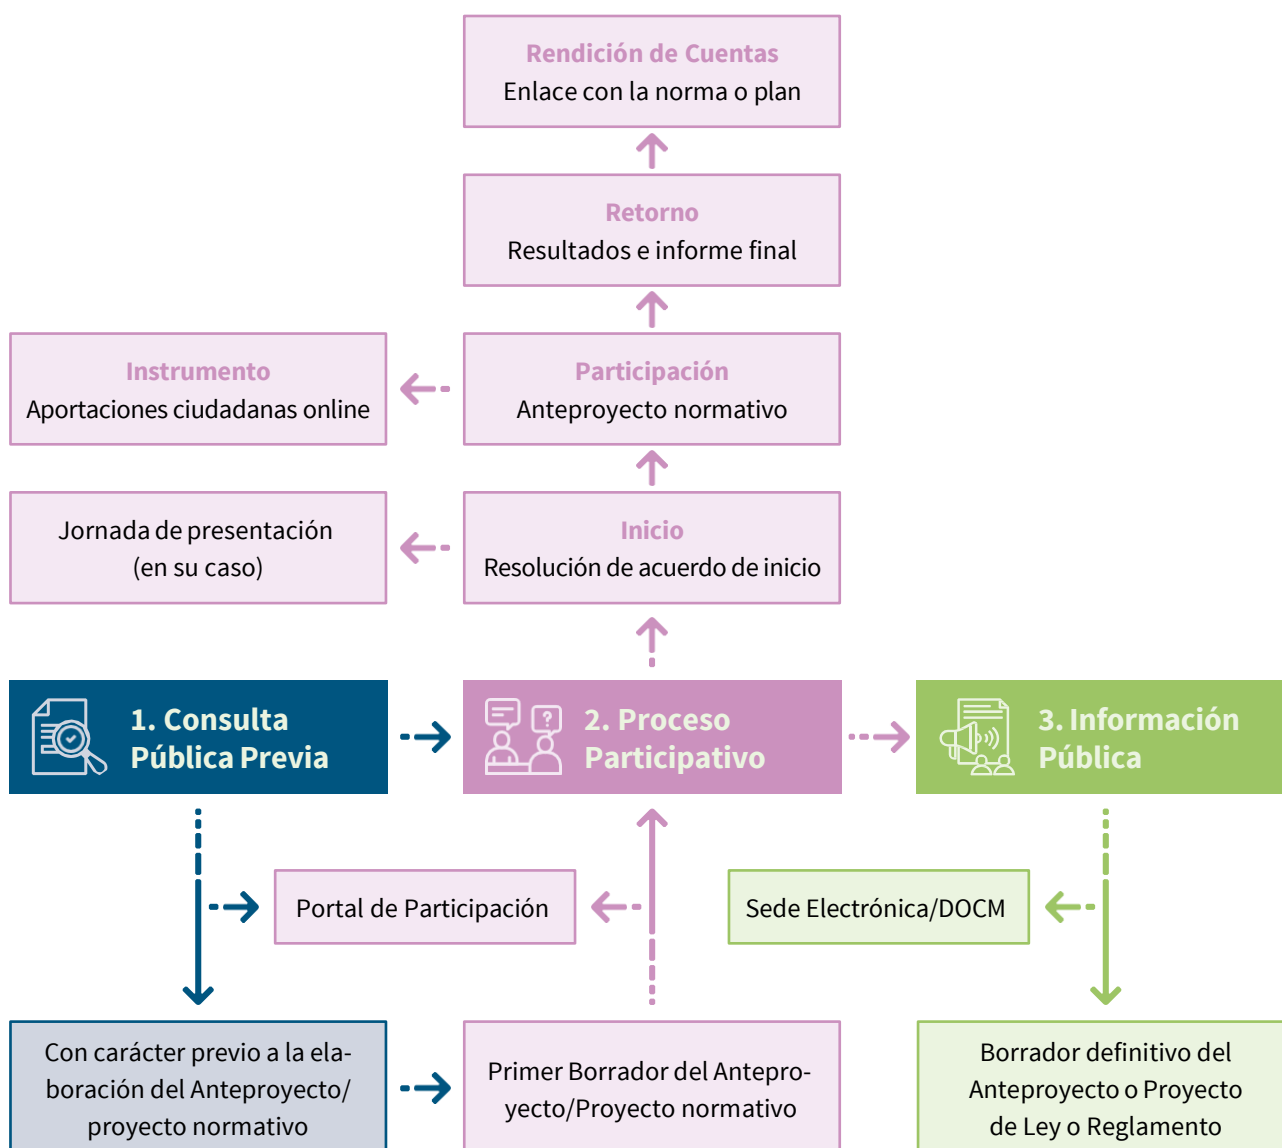 Rendición de Cuentas
Enlace con la norma o plan
Retorno
Resultados e informe final
Instrumento
Aportaciones ciudadanas online
Participación
Anteproyecto normativo
Jornada de presentación
(en su caso)
Inicio
Resolución de acuerdo de inicio
1. Consulta
Pública Previa
2. Proceso
Participativo
?
3. Información
Pública
Portal de Participación
Sede Electrónica/DOCM
Con carácter previo a la ela-
boración del Anteproyecto/
proyecto normativo
Primer Borrador del Antepro-
yecto/Proyecto normativo
Borrador definitivo del
Anteproyecto o Proyecto
de Ley o Reglamento